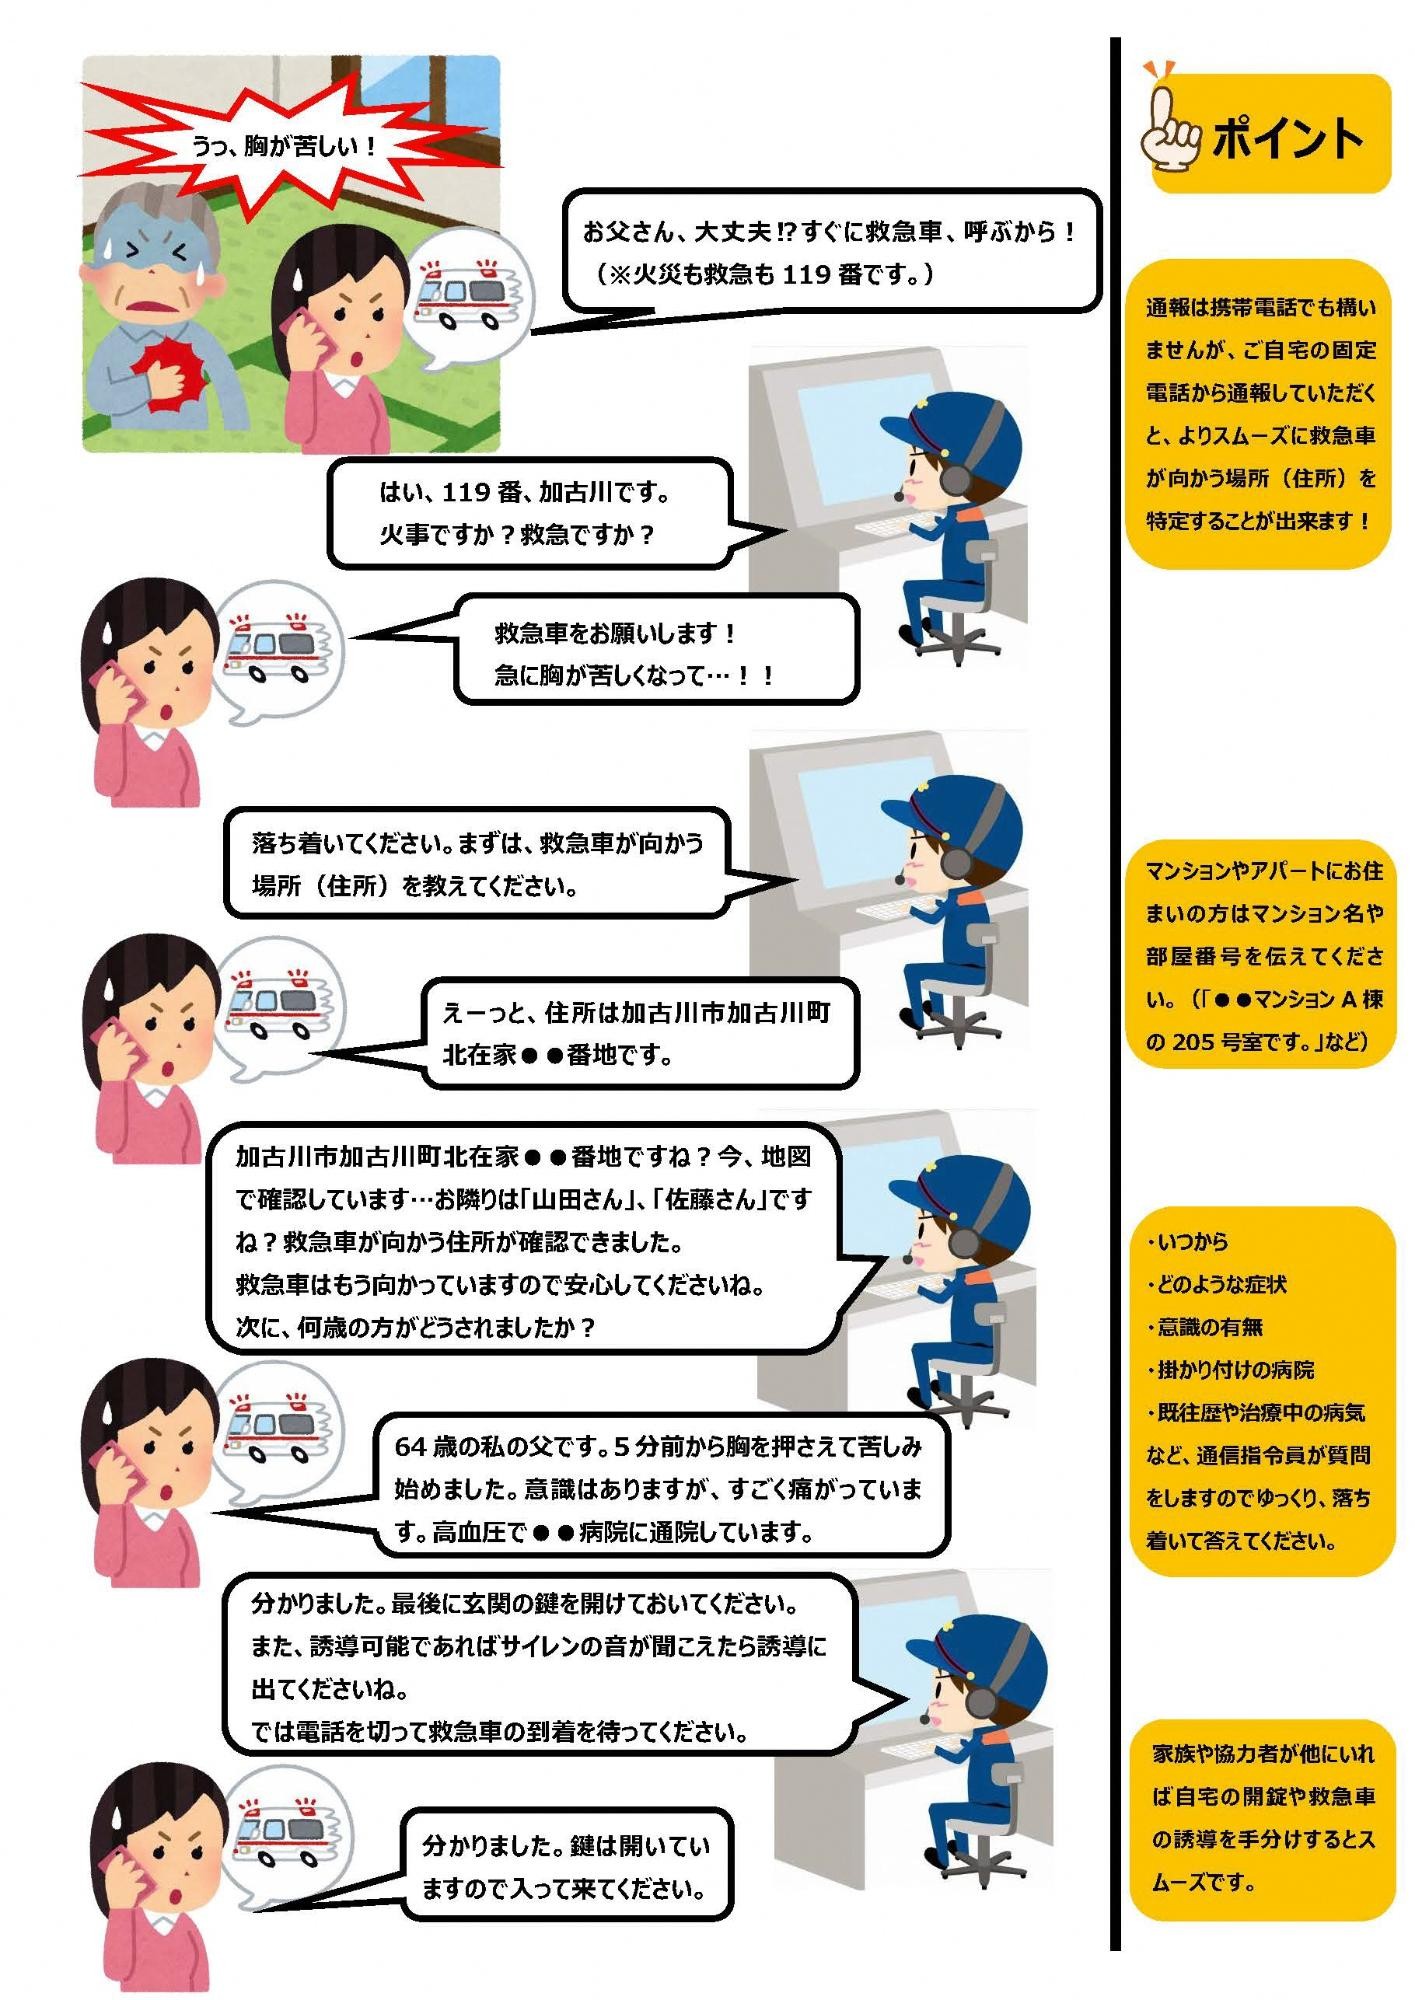 うっ、胸が苦しい！
お父さん、大丈夫!?すぐに救急車、呼ぶから！
（※火災も救急も119番です。）
はい、119番、加古川です。
火事ですか？救急ですか？
救急車をお願いします！
急に胸が苦しくなって…！！
落ち着いてください。まずは、救急車が向かう
場所（住所）を教えてください。
えーっと、住所は加古川市加古川町
北在家●●番地です。
加古川市加古川町北在家●●番地ですね？今、地図
で確認しています…お隣りは「山田さん」、「佐藤さん」です
ね？救急車が向かう住所が確認できました。
救急車はもう向かっていますので安心してくださいね。
次に、何歳の方がどうされましたか？
64歳の私の父です。5分前から胸を押さえて苦しみ
始めました。意識はありますが、すごく痛がっていま
す。高血圧で●●病院に通院しています。
分かりました。最後に玄関の鍵を開けておいてください。
また、誘導可能であればサイレンの音が聞こえたら誘導に
出てくださいね。
では電話を切って救急車の到着を待ってください。
分かりました。鍵は開いてい
ますので入って来てください。
ポイント
通報は携帯電話でも構い
ませんが、ご自宅の固定
電話から通報していただく
と、よりスムーズに救急車
が向かう場所（住所）を
特定することが出来ます！
マンションやアパートにお住
まいの方はマンション名や
部屋番号を伝えてくださ
い。（「●●マンションA棟
の205号室です。」など）
・いつから
・どのような症状
・意識の有無
・掛かり付けの病院
・既往歴や治療中の病気
など、通信指令員が質問
をしますのでゆっくり、落ち
着いて答えてください。
家族や協力者が他にいれ
ば自宅の開錠や救急車
の誘導を手分けするとス
ムーズです。